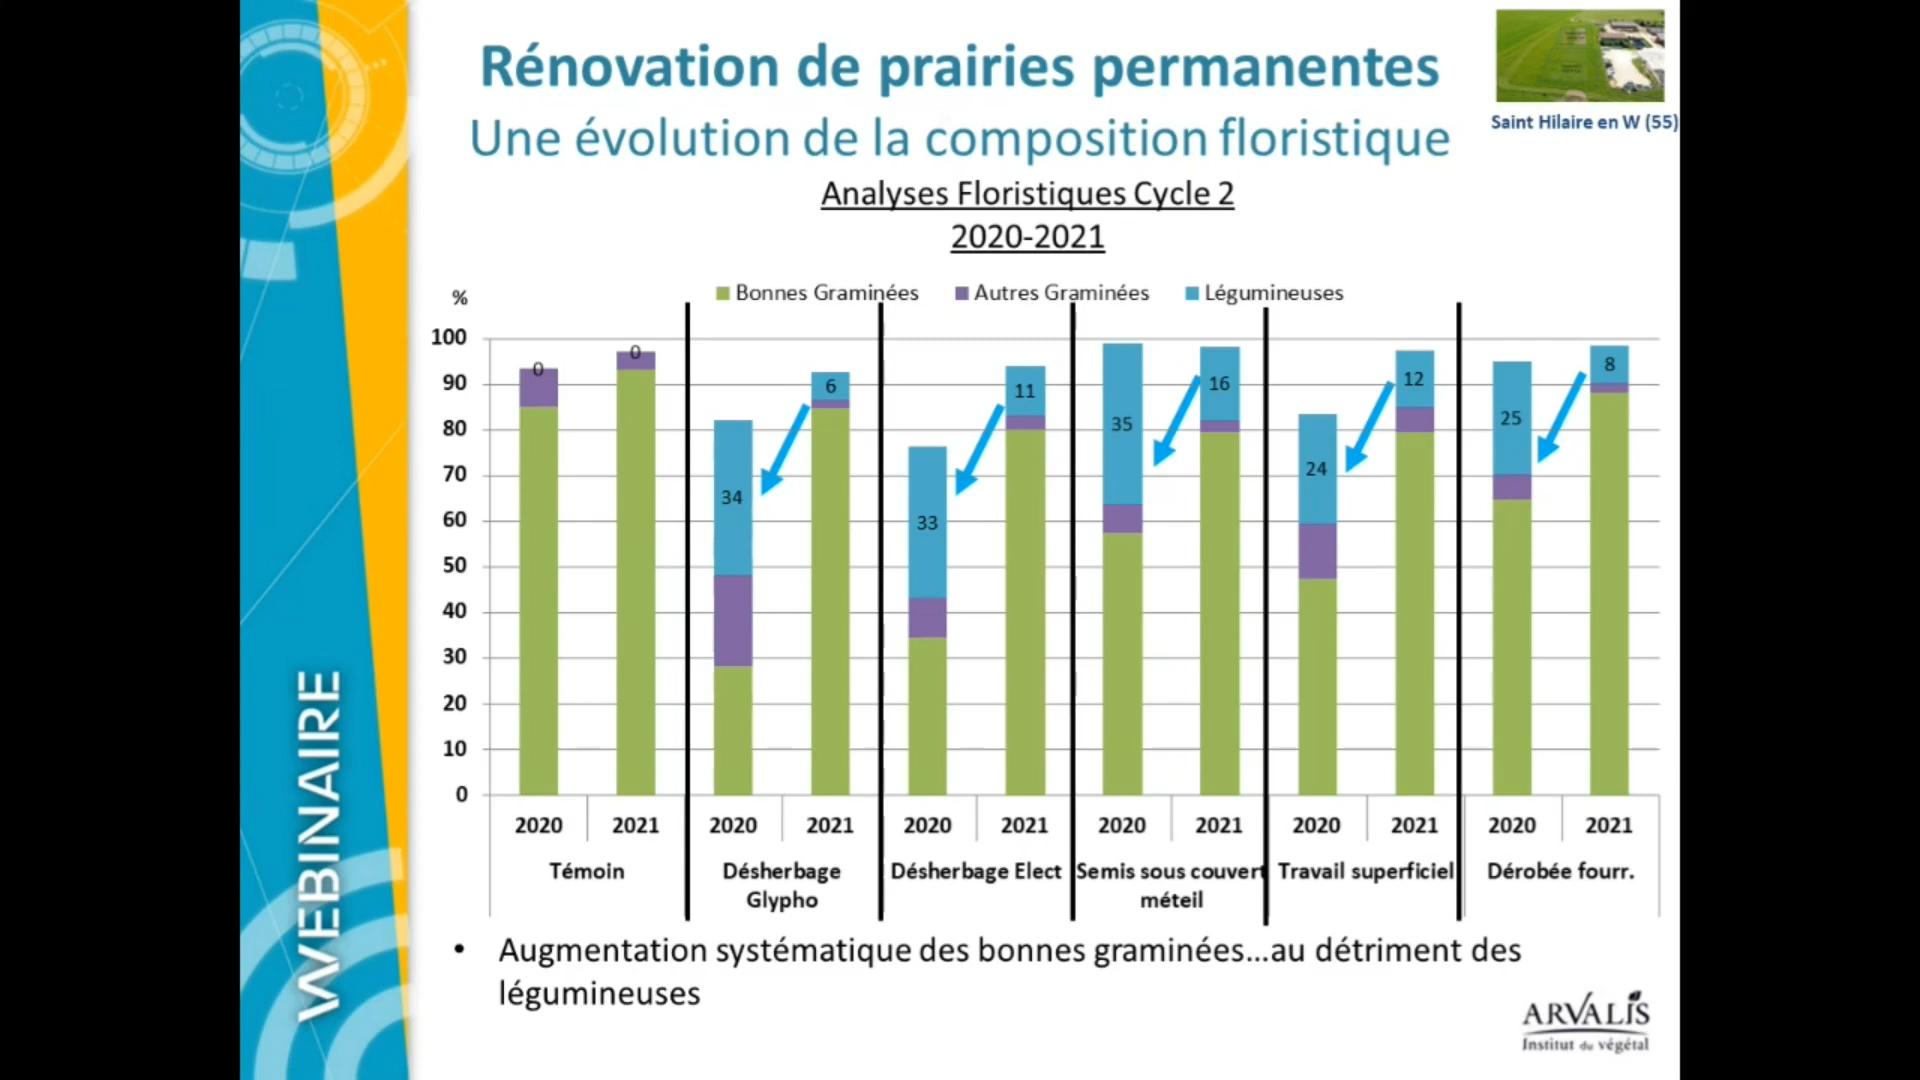 Rénovation de prairies permanentes
Une évolution de la composition floristique
Saint Hilaire en W (55)
Analyses Floristiques Cycle 2
2020-2021
Bonnes Graminées Autres Graminées Légumineuses
%
100
90
80
70
60
50
40
30
20
10
0
0 0
34 6
33 11
35 16
24 12
25 8
2020 2021 2020 2021 2020 2021 2020 2021 2020 2021 2020 2021
Témoin
Désherbage
Glypho
Désherbage Elect
Semis sous couvert
méteil
Travail superficiel
Dérobée fourr.
• Augmentation systématique des bonnes graminées...au détriment des
légumineuses
WEBINAIRE
ARVALIS
Institut du végétal